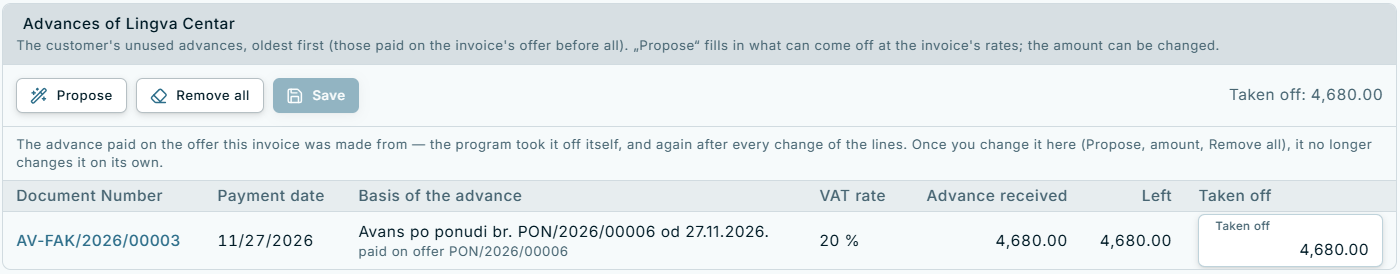 Advances of Lingva Centar
The customer's unused advances, oldest first (those paid on the invoice's offer before all). „Propose“ fills in what can come off at the invoice's rates; the amount can be changed.
Propose Remove all Save Taken off: 4,680.00
The advance paid on the offer this invoice was made from — the program took it off itself, and again after every change of the lines. Once you change it here (Propose, amount, Remove all), it no longer
changes it on its own.
Document Number Payment date Basis of the advance VAT rate Advance received Left Taken off
Taken off
AV-FAK/2026/00003 11/27/2026 Avans po ponudi br. PON/2026/00006 od 27.11.2026. 20 % 4,680.00 4,680.00 4,680.00
paid on offer PON/2026/00006